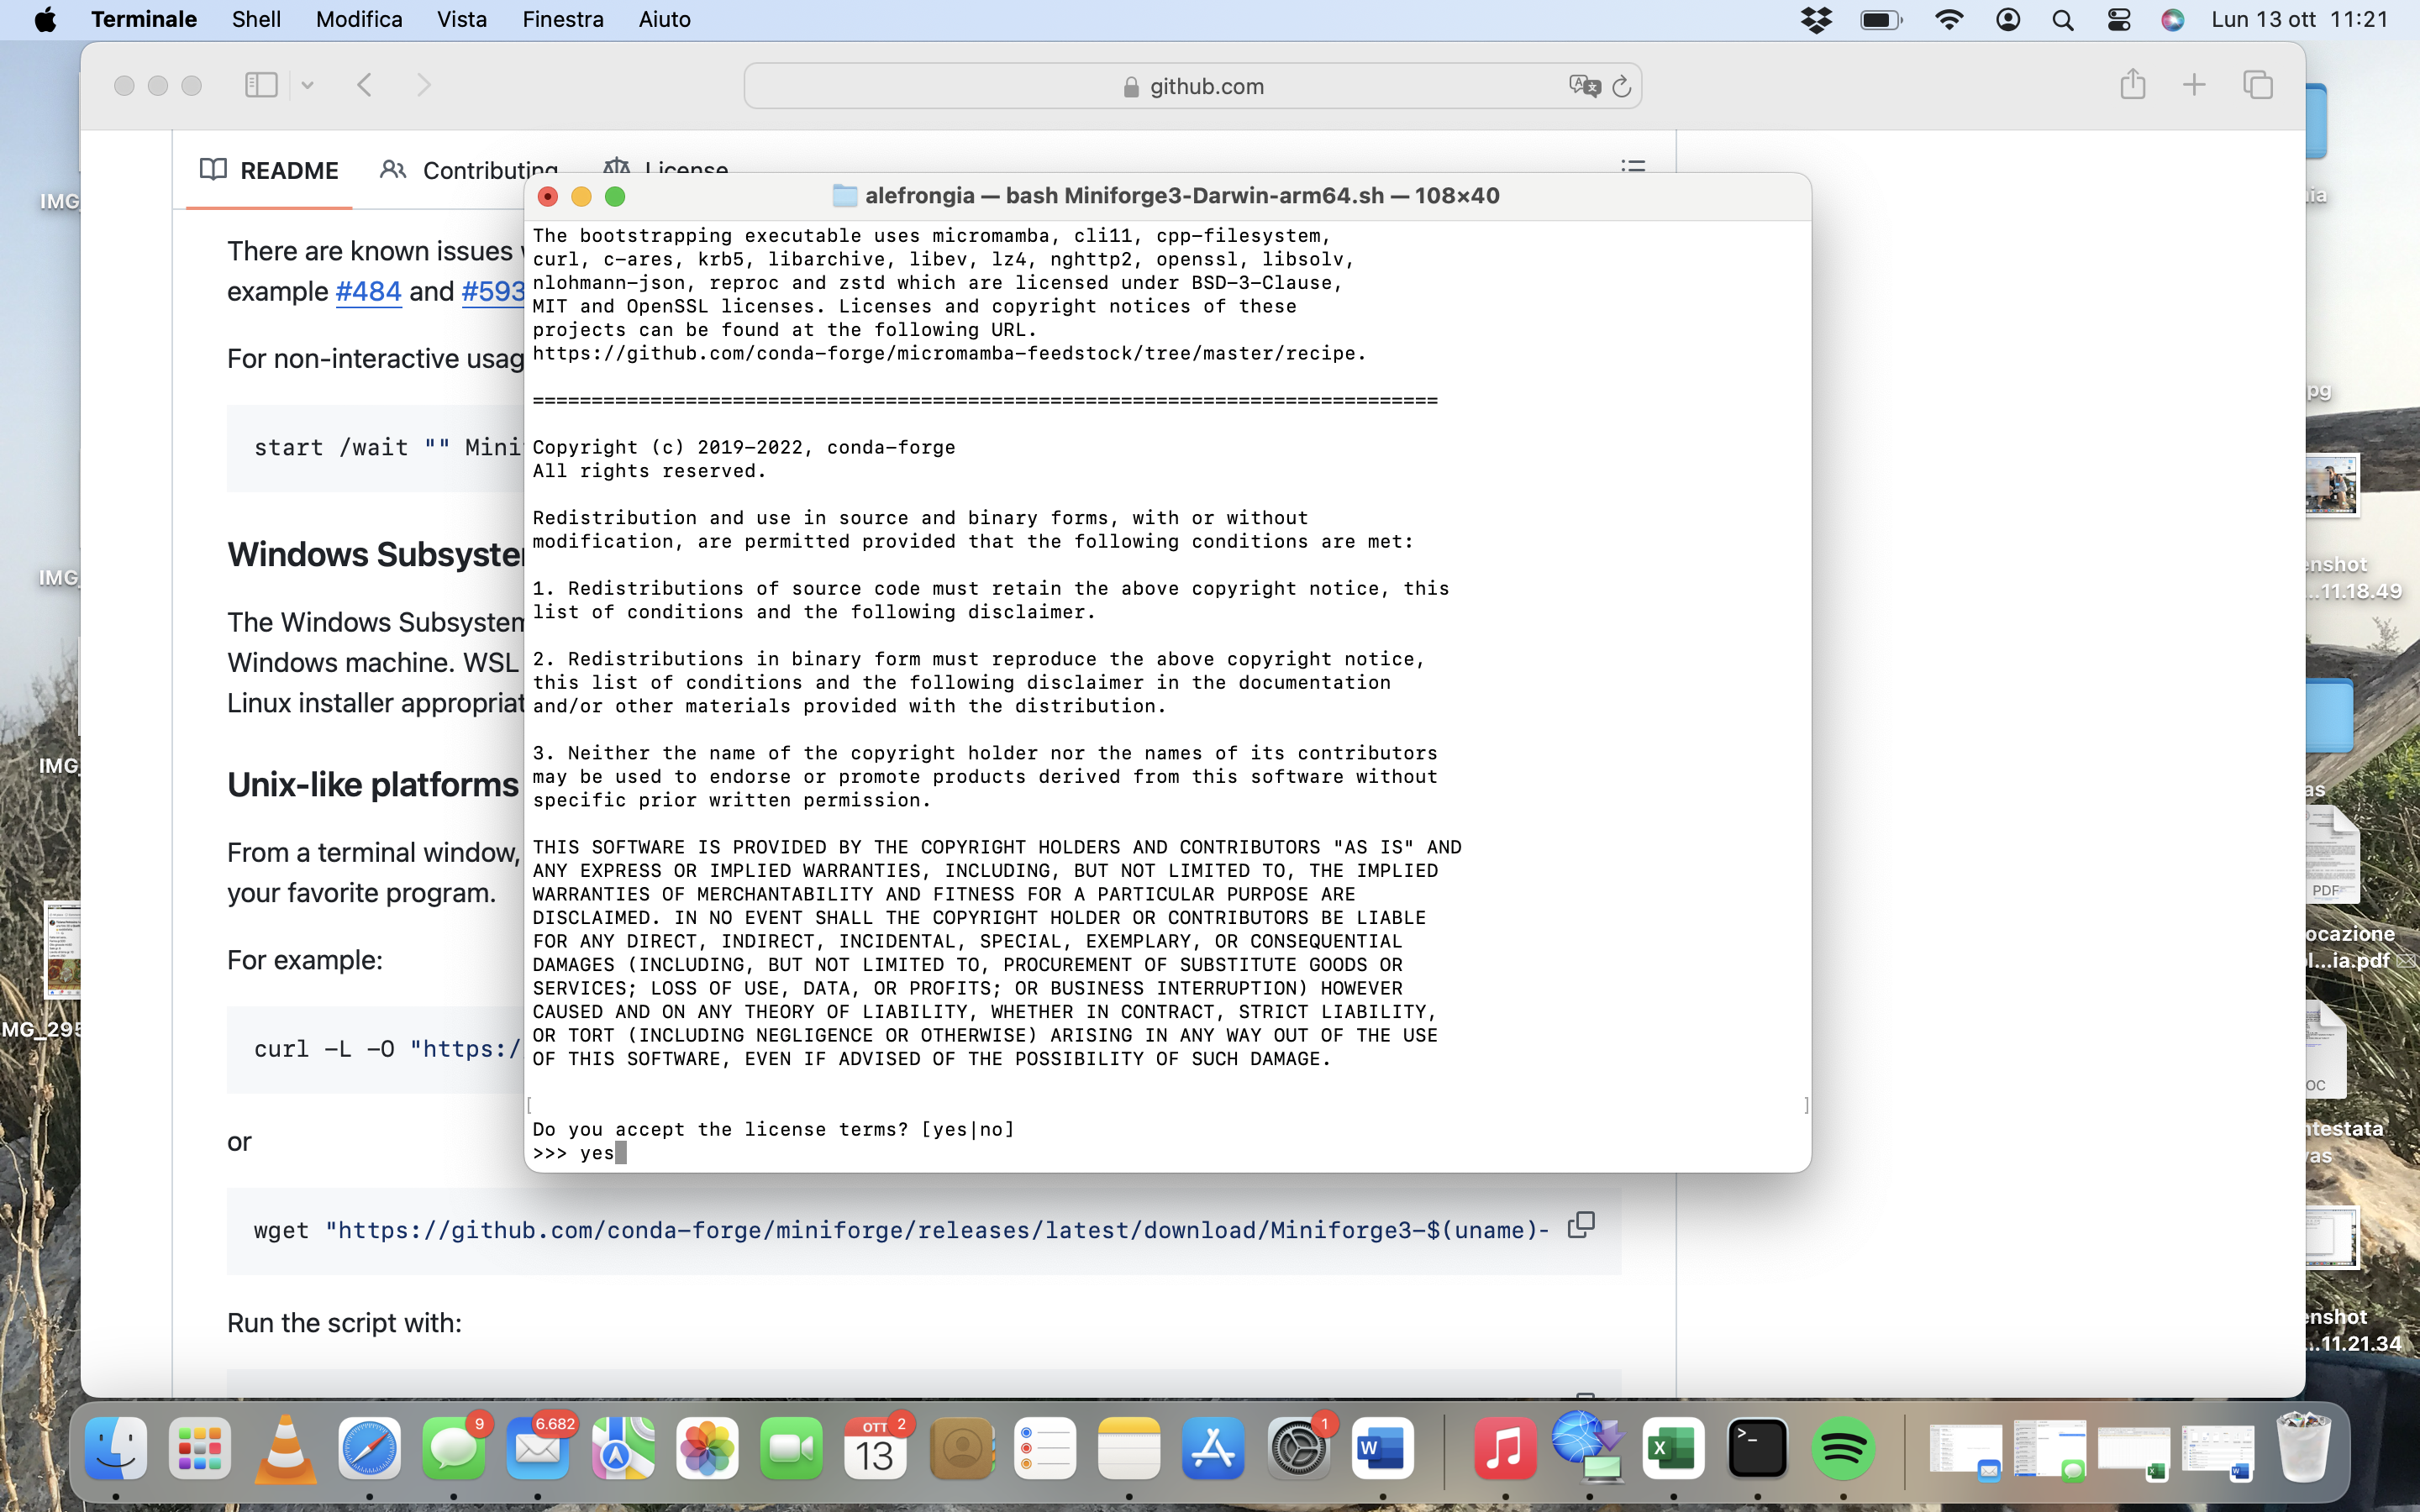 Terminale Shell Modifica Vista Finestra Aiuto Lun 13 ott 11:21
github.com
README Contributing License
There are known issues
example #484 and #593
For non-interactive usag
start /wait "" Mini
Windows Subsyster
The Windows Subsystem
Windows machine. WSL
Linux installer appropriat
Unix-like platforms
From a terminal window,
your favorite program.
For example:
curl -L -O "https:/
or
wget "https://github.com/conda-forge/miniforge/releases/latest/download/Miniforge3-$(uname)-
Run the script with:
alefrongia — bash Miniforge3-Darwin-arm64.sh — 108×40
The bootstrapping executable uses micromamba, cli11, cpp-filesystem,
curl, c-ares, krb5, libarchive, libev, lz4, nghttp2, openssl, libsolv,
nlohmann-json, reproc and zstd which are licensed under BSD-3-Clause,
MIT and OpenSSL licenses. Licenses and copyright notices of these
projects can be found at the following URL.
https://github.com/conda-forge/micromamba-feedstock/tree/master/recipe.
=============================================================================
Copyright (c) 2019-2022, conda-forge
All rights reserved.
Redistribution and use in source and binary forms, with or without
modification, are permitted provided that the following conditions are met:
1. Redistributions of source code must retain the above copyright notice, this
list of conditions and the following disclaimer.
2. Redistributions in binary form must reproduce the above copyright notice,
this list of conditions and the following disclaimer in the documentation
and/or other materials provided with the distribution.
3. Neither the name of the copyright holder nor the names of its contributors
may be used to endorse or promote products derived from this software without
specific prior written permission.
THIS SOFTWARE IS PROVIDED BY THE COPYRIGHT HOLDERS AND CONTRIBUTORS "AS IS" AND
ANY EXPRESS OR IMPLIED WARRANTIES, INCLUDING, BUT NOT LIMITED TO, THE IMPLIED
WARRANTIES OF MERCHANTABILITY AND FITNESS FOR A PARTICULAR PURPOSE ARE
DISCLAIMED. IN NO EVENT SHALL THE COPYRIGHT HOLDER OR CONTRIBUTORS BE LIABLE
FOR ANY DIRECT, INDIRECT, INCIDENTAL, SPECIAL, EXEMPLARY, OR CONSEQUENTIAL
DAMAGES (INCLUDING, BUT NOT LIMITED TO, PROCUREMENT OF SUBSTITUTE GOODS OR
SERVICES; LOSS OF USE, DATA, OR PROFITS; OR BUSINESS INTERRUPTION) HOWEVER
CAUSED AND ON ANY THEORY OF LIABILITY, WHETHER IN CONTRACT, STRICT LIABILITY,
OR TORT (INCLUDING NEGLIGENCE OR OTHERWISE) ARISING IN ANY WAY OUT OF THE USE
OF THIS SOFTWARE, EVEN IF ADVISED OF THE POSSIBILITY OF SUCH DAMAGE.
[ ]
Do you accept the license terms? [yes|no]
>>> yes
IMG_
IMG_
IMG_
MG_295
ia
pg
enshot
...11.18.49
as
PDF
ocazione
l...ia.pdf
OC
ntestata
vas
enshot
...11.21.34
9
6.682
OTT 2
13
1
W
X
>_